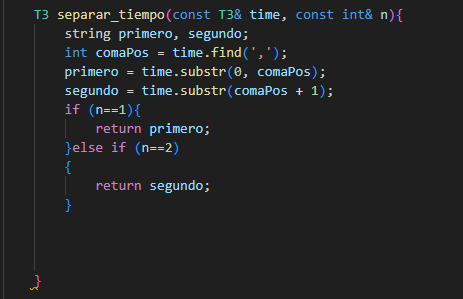 T3 separar_tiempo(const T3& time, const int& n){
string primero, segundo;
int comaPos = time.find(',');
primero = time.substr(0, comaPos);
segundo = time.substr(comaPos + 1);
if (n==1){
return primero;
}else if (n==2)
{
return segundo;
}
}